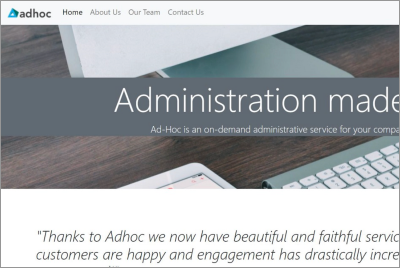 adhoc Home About Us Our Team Contact Us
Administration made
Ad-Hoc is an on-demand administrative service for your compa
"Thanks to Adhoc we now have beautiful and faithful servic
customers are happy and engagement has drastically incre